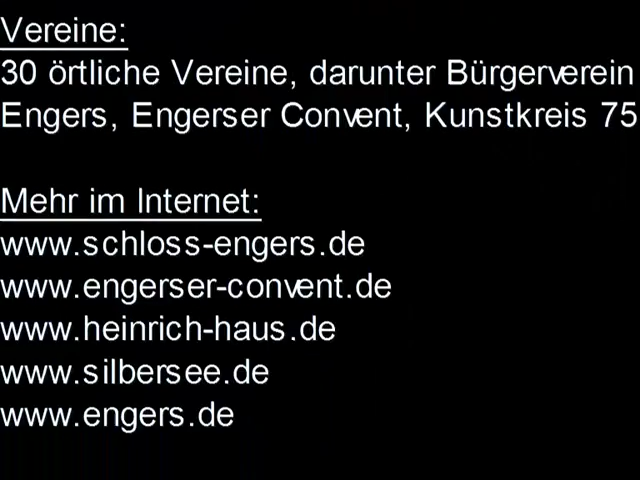 Vereine:
30 örtliche Vereine, darunter Bürgerverein
Engers, Engerser Convent, Kunstkreis 75
Mehr im Internet:
www.schloss-engers.de
www.engerser-convent.de
www.heinrich-haus.de
www.silbersee.de
www.engers.de